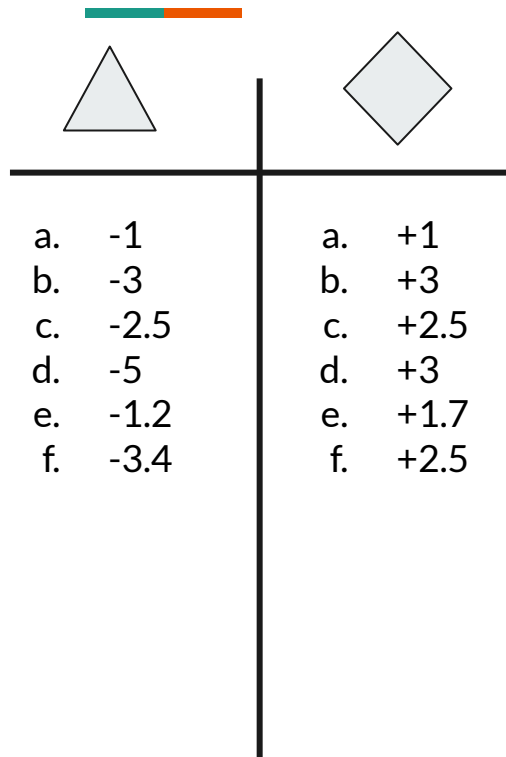 a. -1
b. -3
c. -2.5
d. -5
e. -1.2
f. -3.4
a. +1
b. +3
c. +2.5
d. +3
e. +1.7
f. +2.5